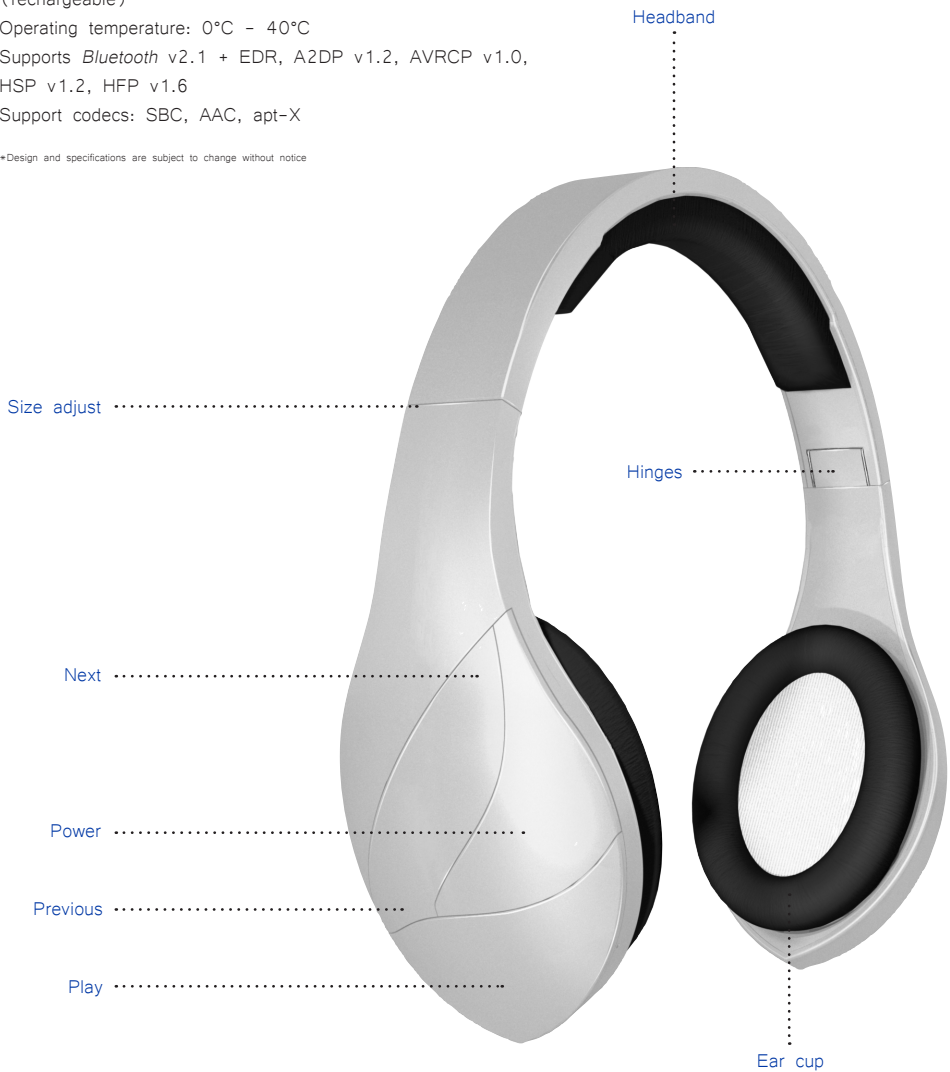 (rechargeable)
Operating temperature: 0°C – 40°C
Supports Bluetooth v2.1 + EDR, A2DP v1.2, AVRCP v1.0,
HSP v1.2, HFP v1.6
Support codecs: SBC, AAC, apt-X
*Design and specifications are subject to change without notice
Headband
Size adjust
Hinges
Next
Power
Previous
Play
Ear cup